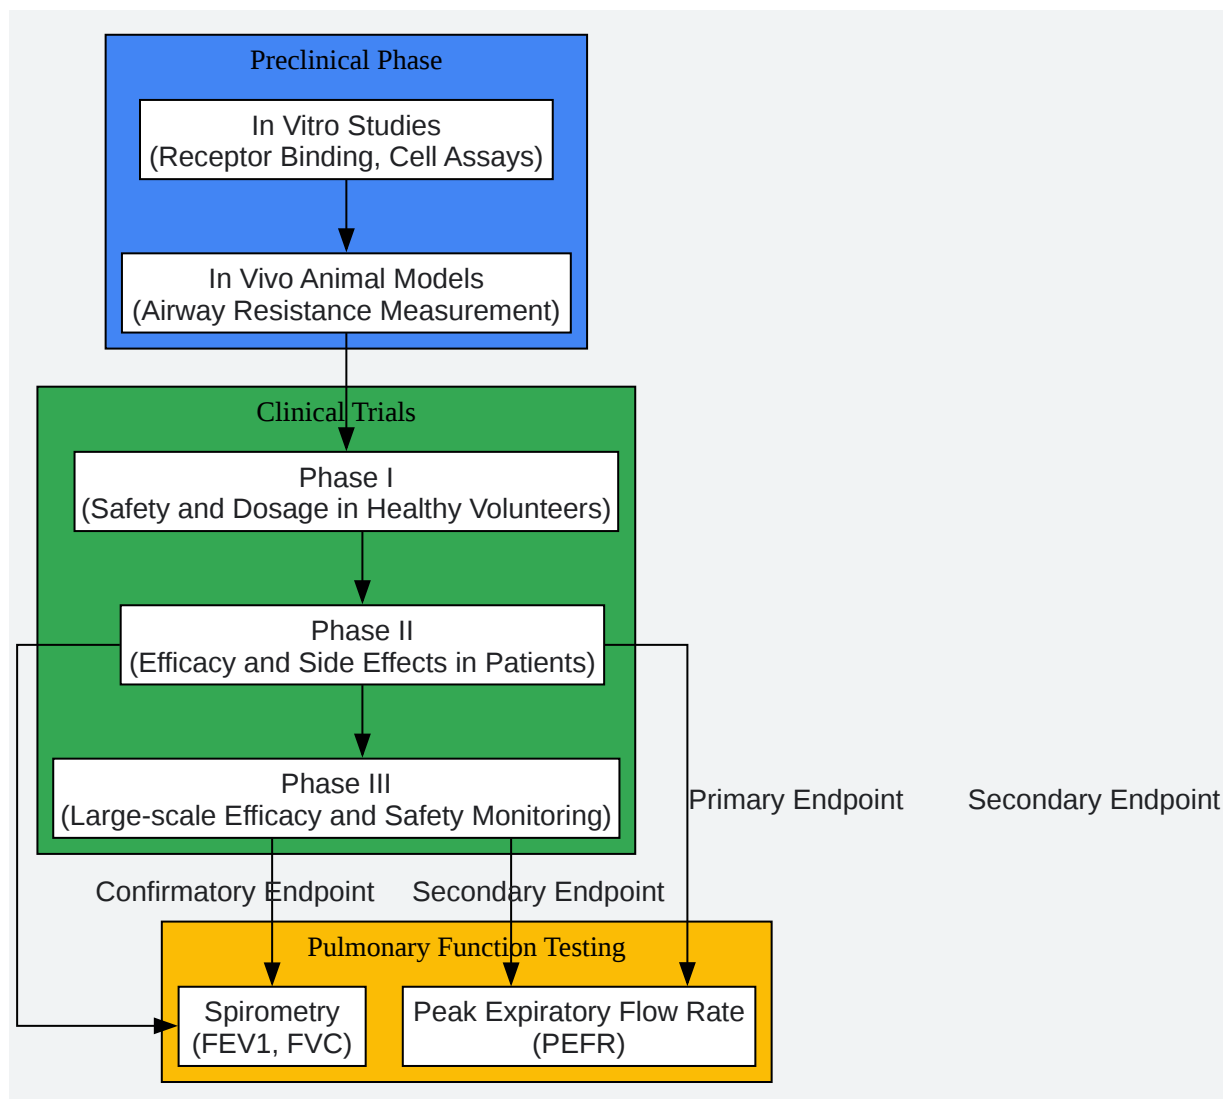 Preclinical Phase
In Vitro Studies
(Receptor Binding, Cell Assays)
In Vivo Animal Models
(Airway Resistance Measurement)
Clinical Trials
Phase I
(Safety and Dosage in Healthy Volunteers)
Phase II
(Efficacy and Side Effects in Patients)
Phase III
(Large-scale Efficacy and Safety Monitoring)
Primary Endpoint
Secondary Endpoint
Confirmatory Endpoint
Secondary Endpoint
Pulmonary Function Testing
Spirometry
(FEV1, FVC)
Peak Expiratory Flow Rate
(PEFR)